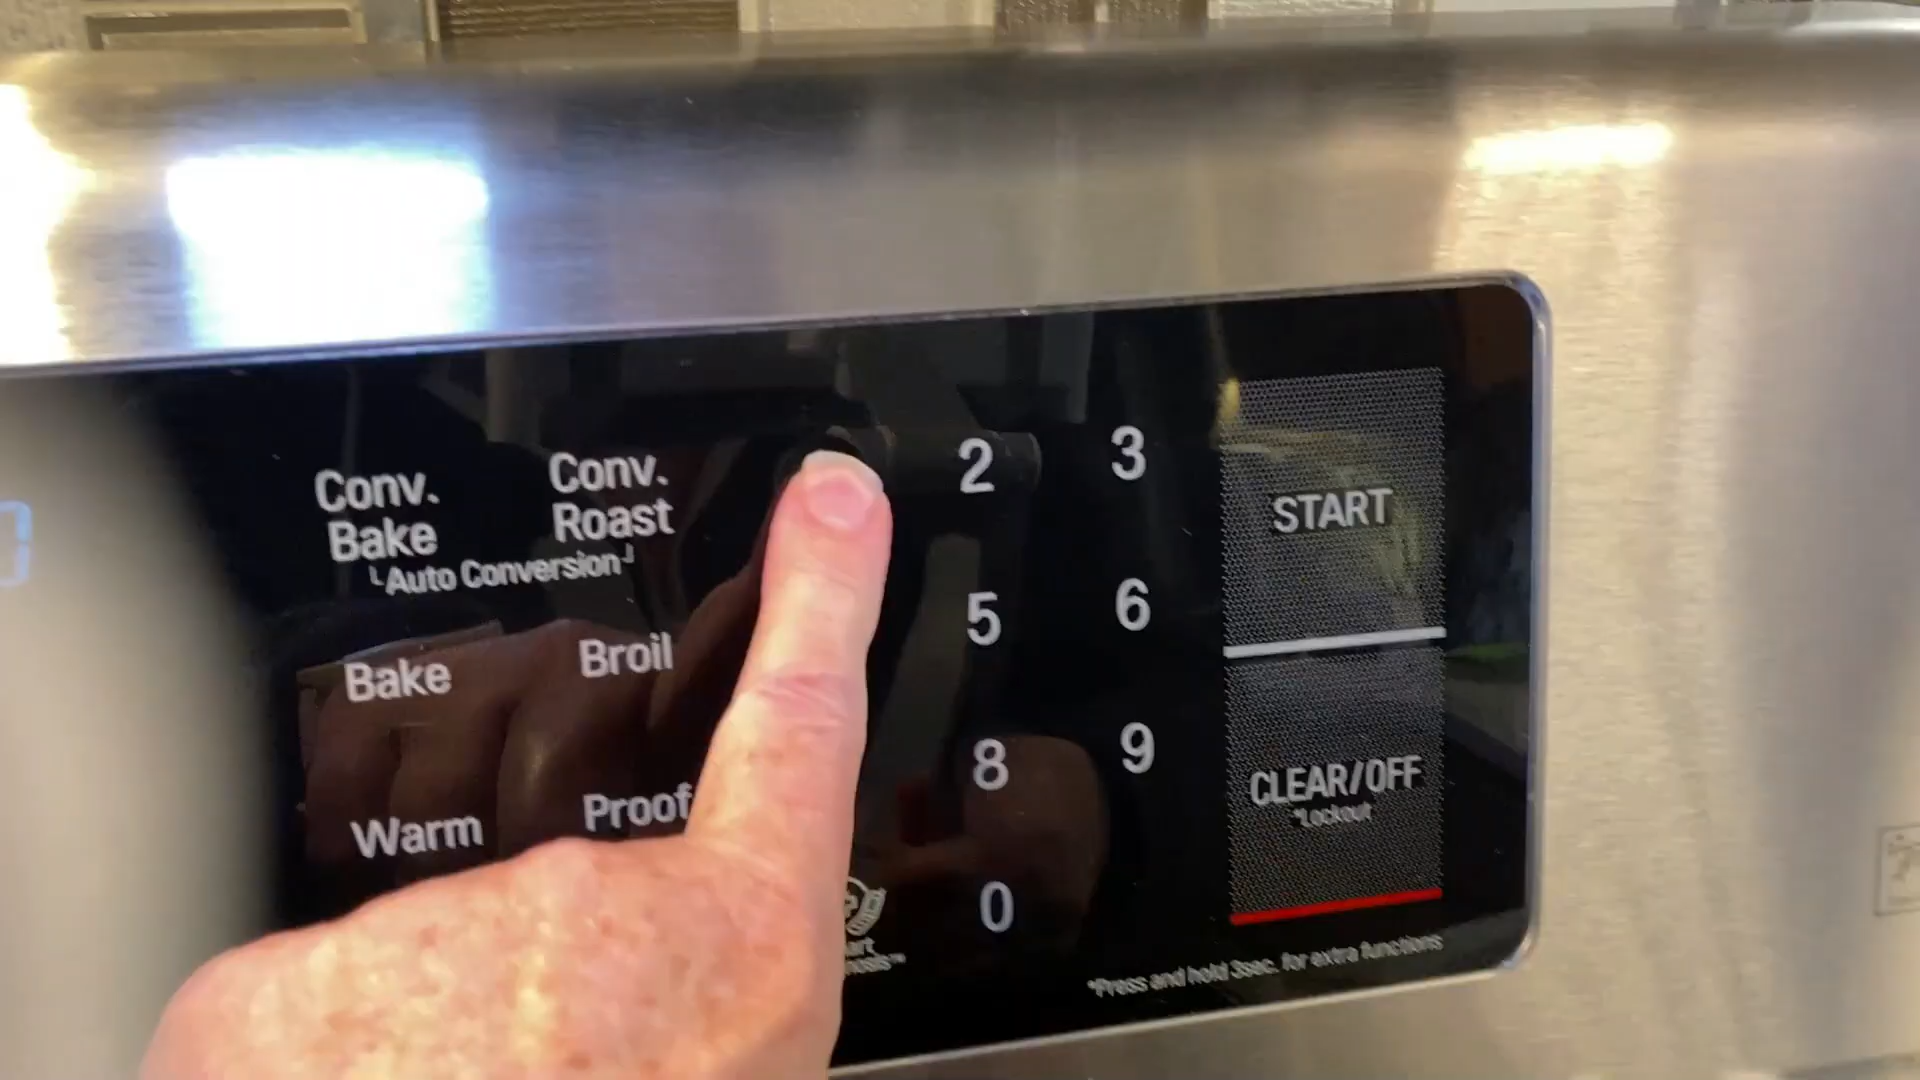 Conv.
Bake
Conv.
Roast
Auto Conversion
2
3
START
Bake
Broil
5
6
Warm
Proof
8
9
CLEAR/OFF
*Lockout
0
*Press and hold 3sec. for extra functions